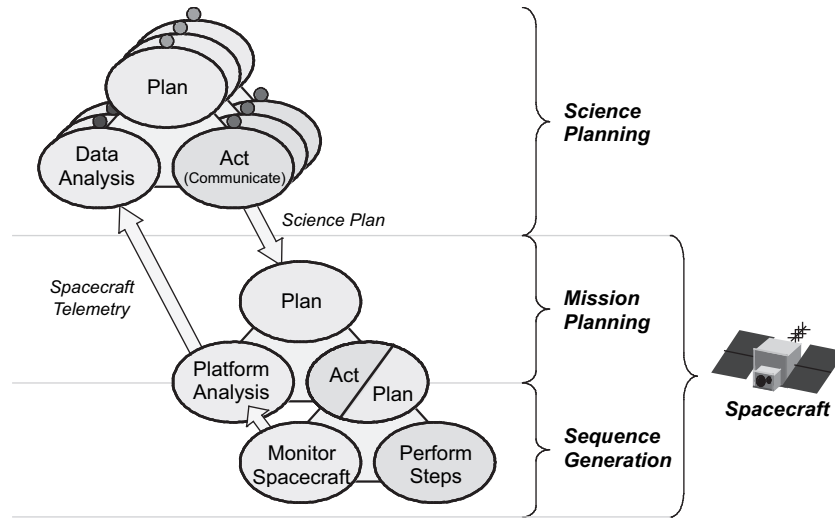 Plan
Data
Analysis
Act
(Communicate)
Science
Planning
Science Plan
Spacecraft
Telemetry
Plan
Mission
Planning
Platform
Analysis
Act
Plan
Spacecraft
Monitor
Spacecraft
Perform
Steps
Sequence
Generation